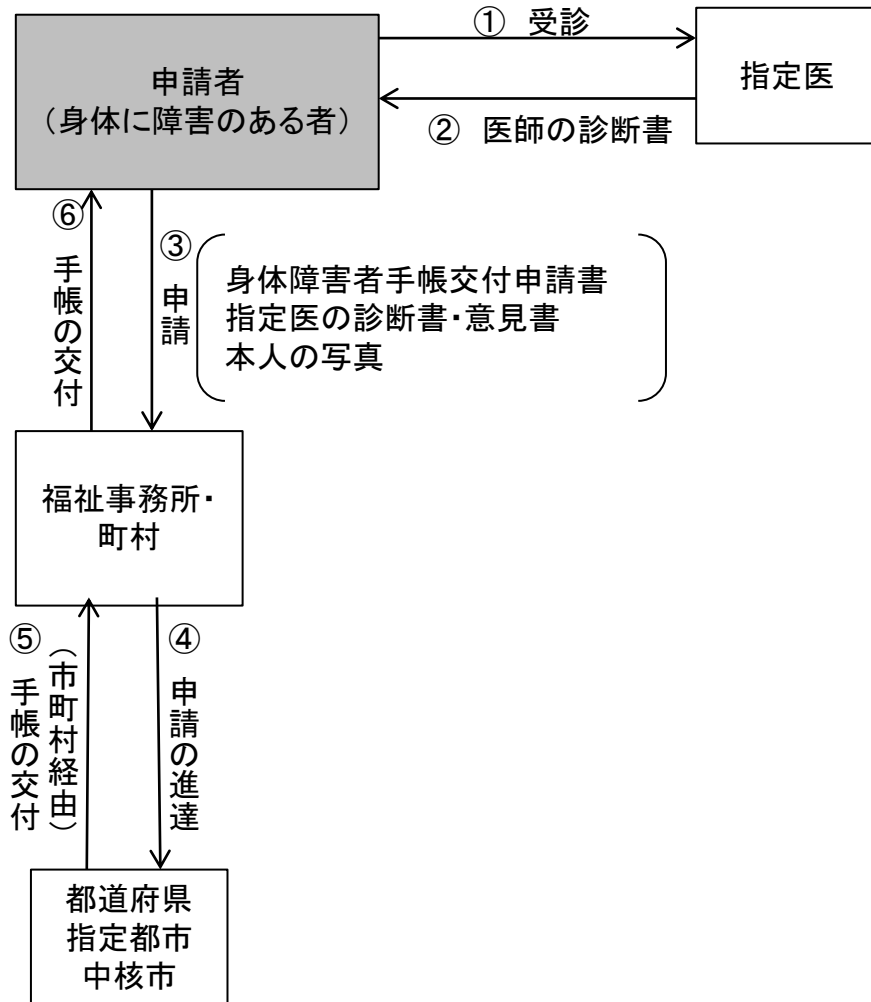 ① 受診
申請者
（身体に障害のある者）
指定医
② 医師の診断書
⑥ 手帳の交付
③ 申請
身体障害者手帳交付申請書
指定医の診断書・意見書
本人の写真
福祉事務所・
町村
⑤ 手帳の交付
（市町村経由）
④ 申請の進達
都道府県
指定都市
中核市